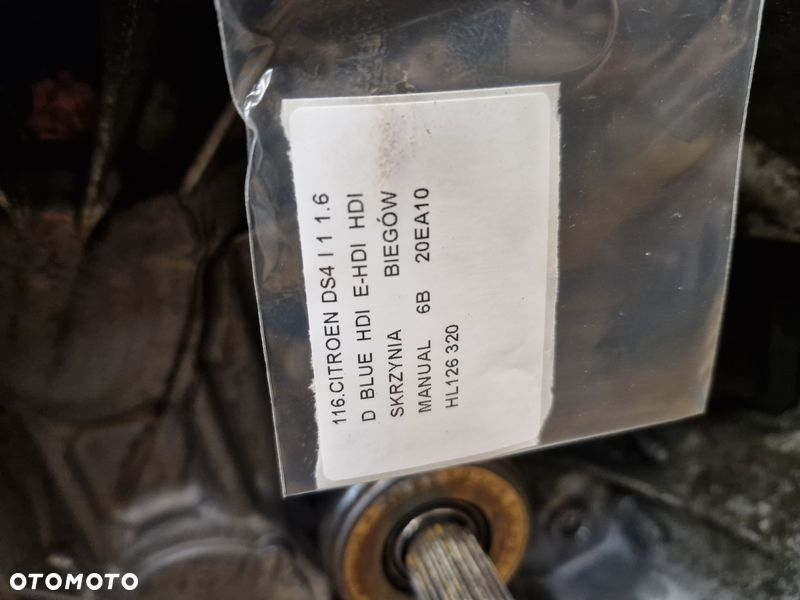 116.CITROEN DS4 I 1 1.6
D BLUE HDI E-HDI HDI
SKRZYNIA BIEGÓW
MANUAL 6B 20EA10
HL126 320
OTOMOTO